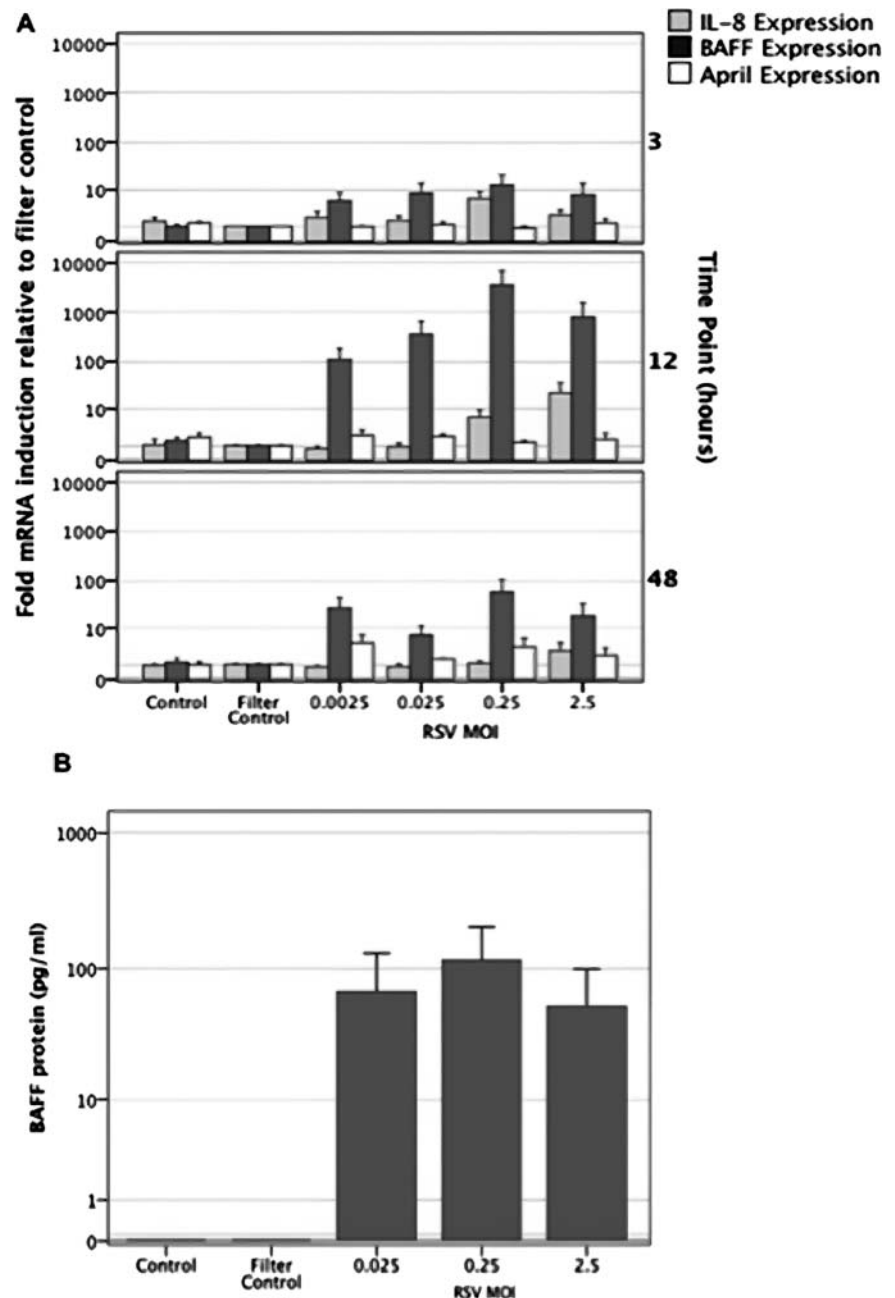 A
IL-8 Expression
BAFF Expression
April Expression
Fold mRNA induction relative to filter control
10000
1000
100
10
0
3
10000
1000
100
10
0
12
10000
1000
100
10
0
48
Time Point (hours)
Control
Filter Control
0.0025
0.025
0.25
2.5
RSV MOI
B
BAFF protein (pg/ml)
1000
100
10
1
0
Control
Filter Control
0.025
0.25
2.5
RSV MOI